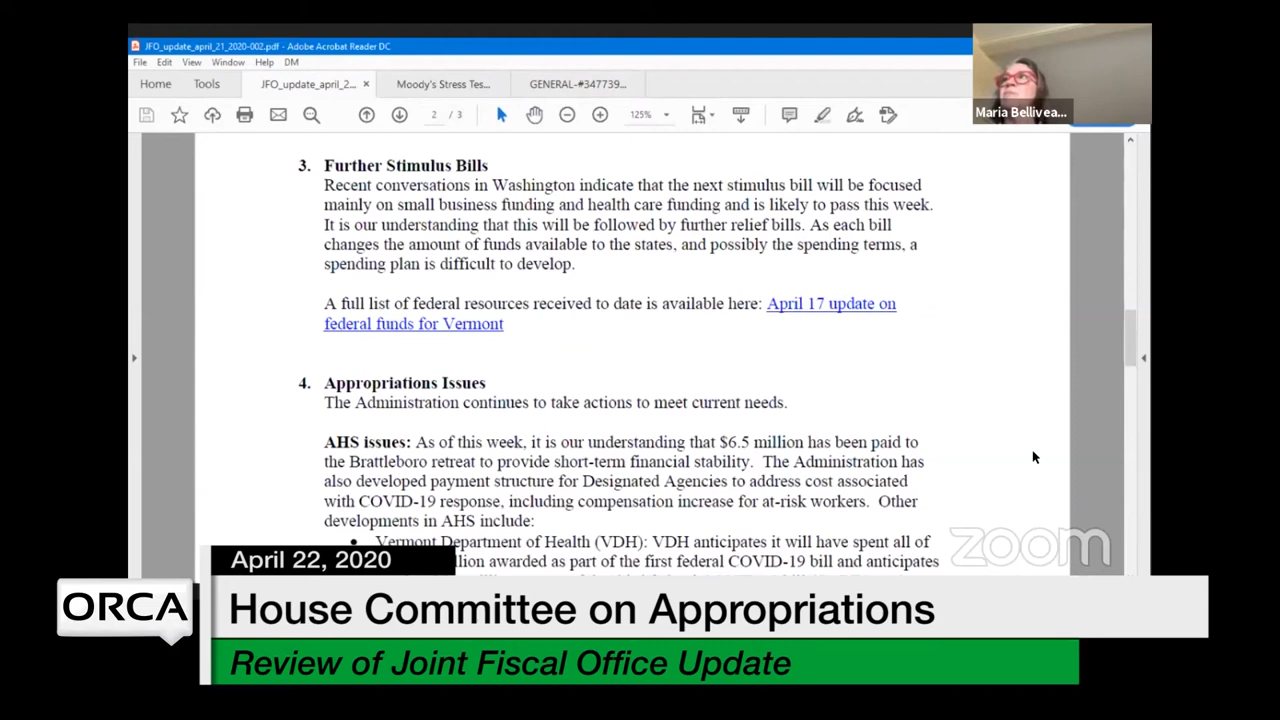 JFO_update_april_21_2020-002.pdf - Adobe Acrobat Reader DC
File Edit View Window Help DM
Home Tools JFO_update_april_2... × Moody's Stress Tes... GENERAL-#347739...
2 / 3 125%
Maria Bellivea...
3. Further Stimulus Bills
Recent conversations in Washington indicate that the next stimulus bill will be focused
mainly on small business funding and health care funding and is likely to pass this week.
It is our understanding that this will be followed by further relief bills. As each bill
changes the amount of funds available to the states, and possibly the spending terms, a
spending plan is difficult to develop.
A full list of federal resources received to date is available here: April 17 update on
federal funds for Vermont
4. Appropriations Issues
The Administration continues to take actions to meet current needs.
AHS issues: As of this week, it is our understanding that $6.5 million has been paid to
the Brattleboro retreat to provide short-term financial stability. The Administration has
also developed payment structure for Designated Agencies to address cost associated
with COVID-19 response, including compensation increase for at-risk workers. Other
developments in AHS include:
• Vermont Department of Health (VDH): VDH anticipates it will have spent all of
awarded as part of the first federal COVID-19 bill and anticipates
zoom
April 22, 2020
ORCA
House Committee on Appropriations
Review of Joint Fiscal Office Update